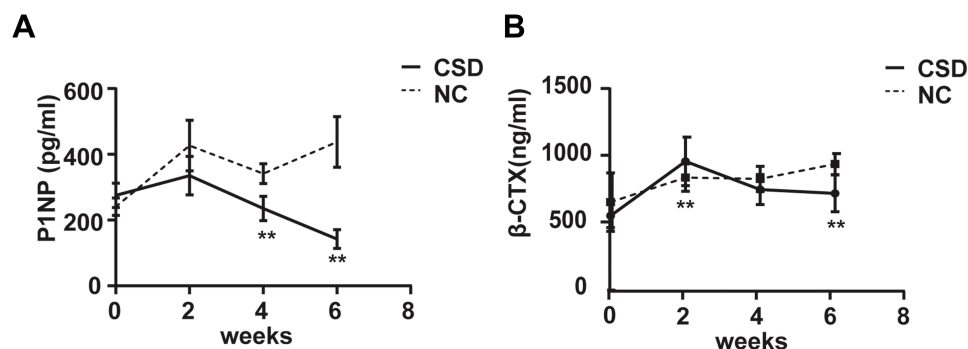 A
CSD
NC
P1NP (pg/ml)
600
400
200
0
**
**
0 2 4 6 8
weeks
B
CSD
NC
β-CTX(ng/ml)
1500
1000
500
0
**
**
0 2 4 6 8
weeks